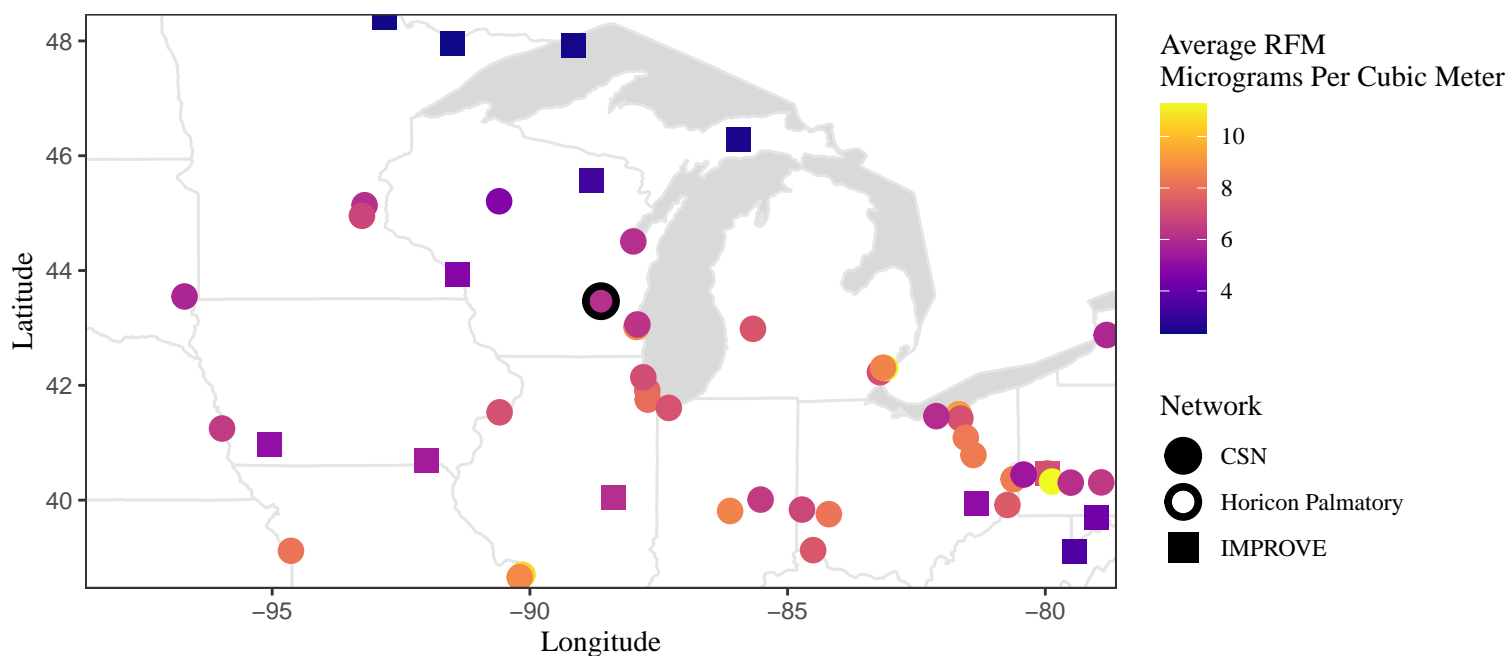 48
46
44
42
40
Latitude
−95
−90
−85
−80
Longitude
Average RFM
Micrograms Per Cubic Meter
10
8
6
4
Network
CSN
Horicon Palmatory
IMPROVE